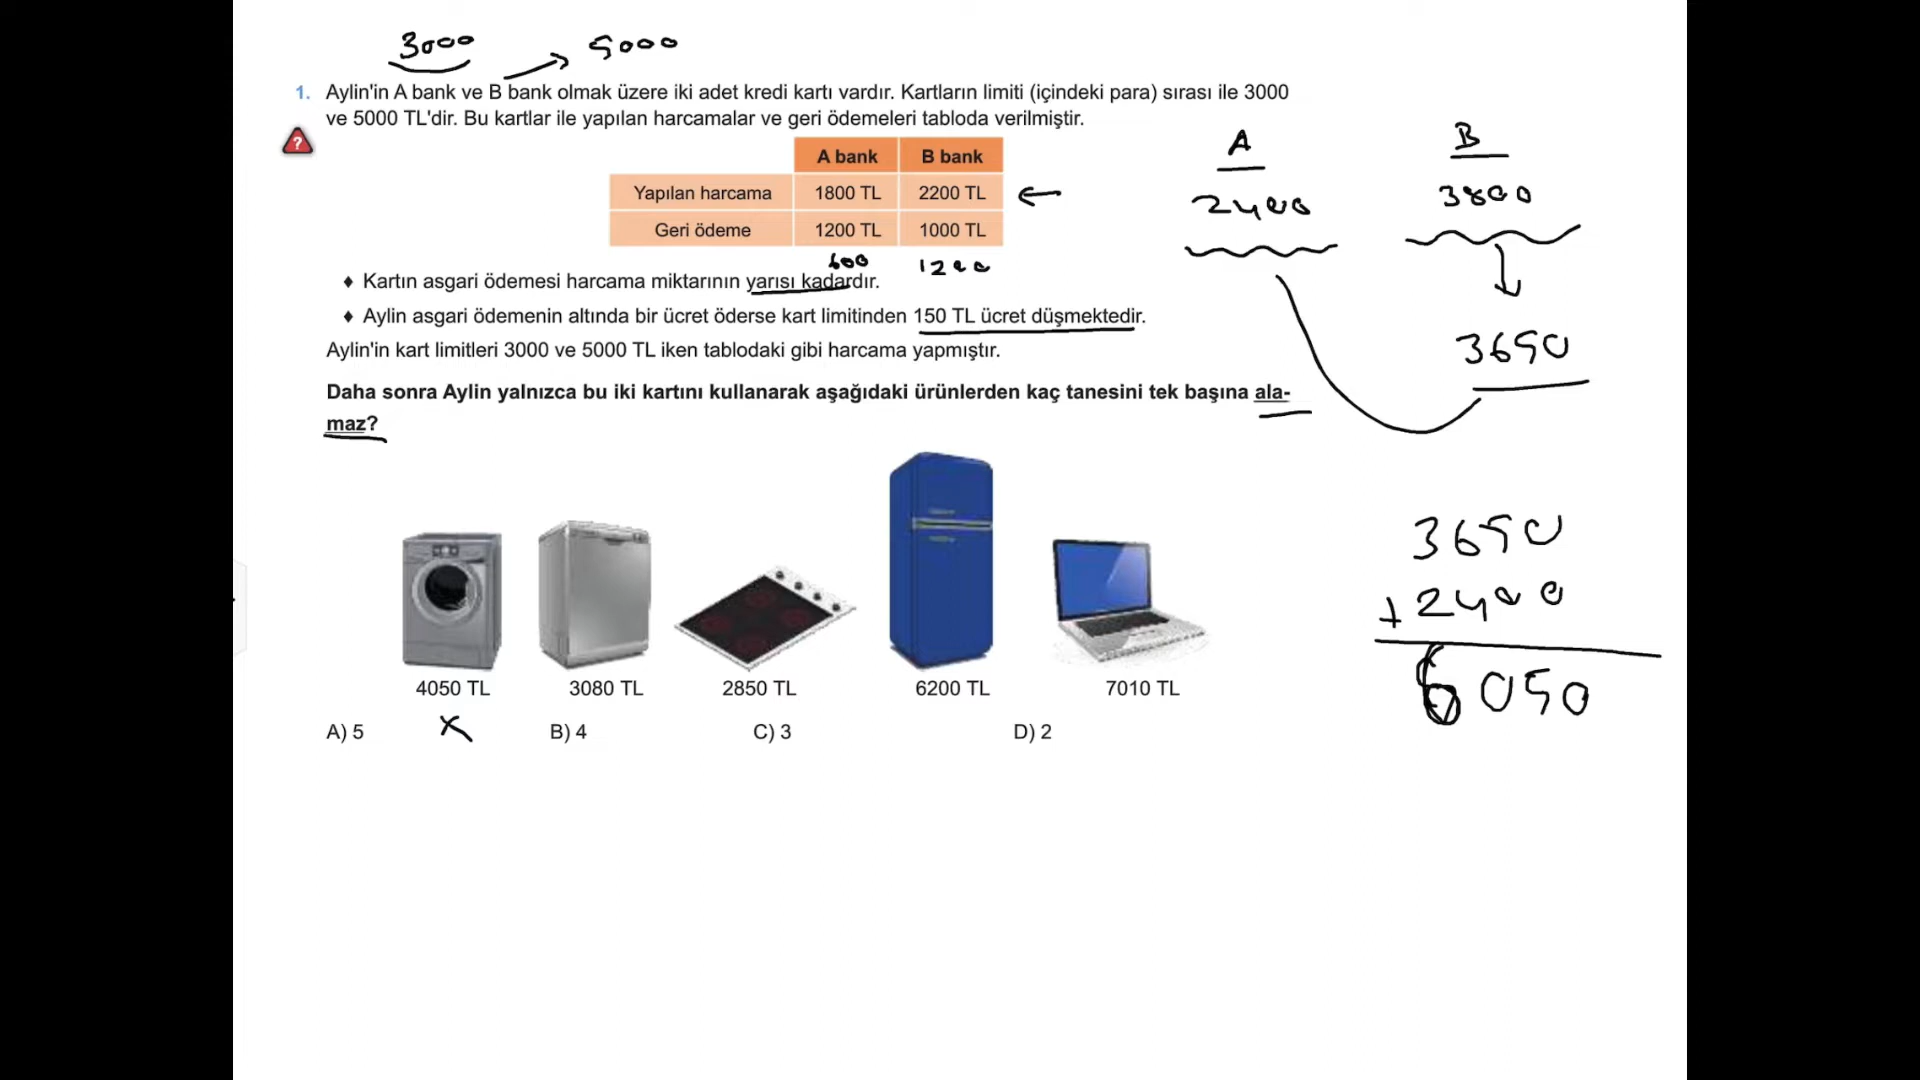 3000
5000
1. Aylin'in A bank ve B bank olmak üzere iki adet kredi kartı vardır. Kartların limiti (içindeki para) sırası ile 3000
ve 5000 TL'dir. Bu kartlar ile yapılan harcamalar ve geri ödemeleri tabloda verilmiştir.
?
A bank B bank
Yapılan harcama 1800 TL 2200 TL
Geri ödeme 1200 TL 1000 TL
600 1200
♦ Kartın asgari ödemesi harcama miktarının yarısı kadardır.
♦ Aylin asgari ödemenin altında bir ücret öderse kart limitinden 150 TL ücret düşmektedir.
Aylin'in kart limitleri 3000 ve 5000 TL iken tablodaki gibi harcama yapmıştır.
Daha sonra Aylin yalnızca bu iki kartını kullanarak aşağıdaki ürünlerden kaç tanesini tek başına ala-
maz?
4050 TL 3080 TL 2850 TL 6200 TL 7010 TL
A) 5 B) 4 C) 3 D) 2
x
A B
2400 3800
3650
3650
+ 2400
6050